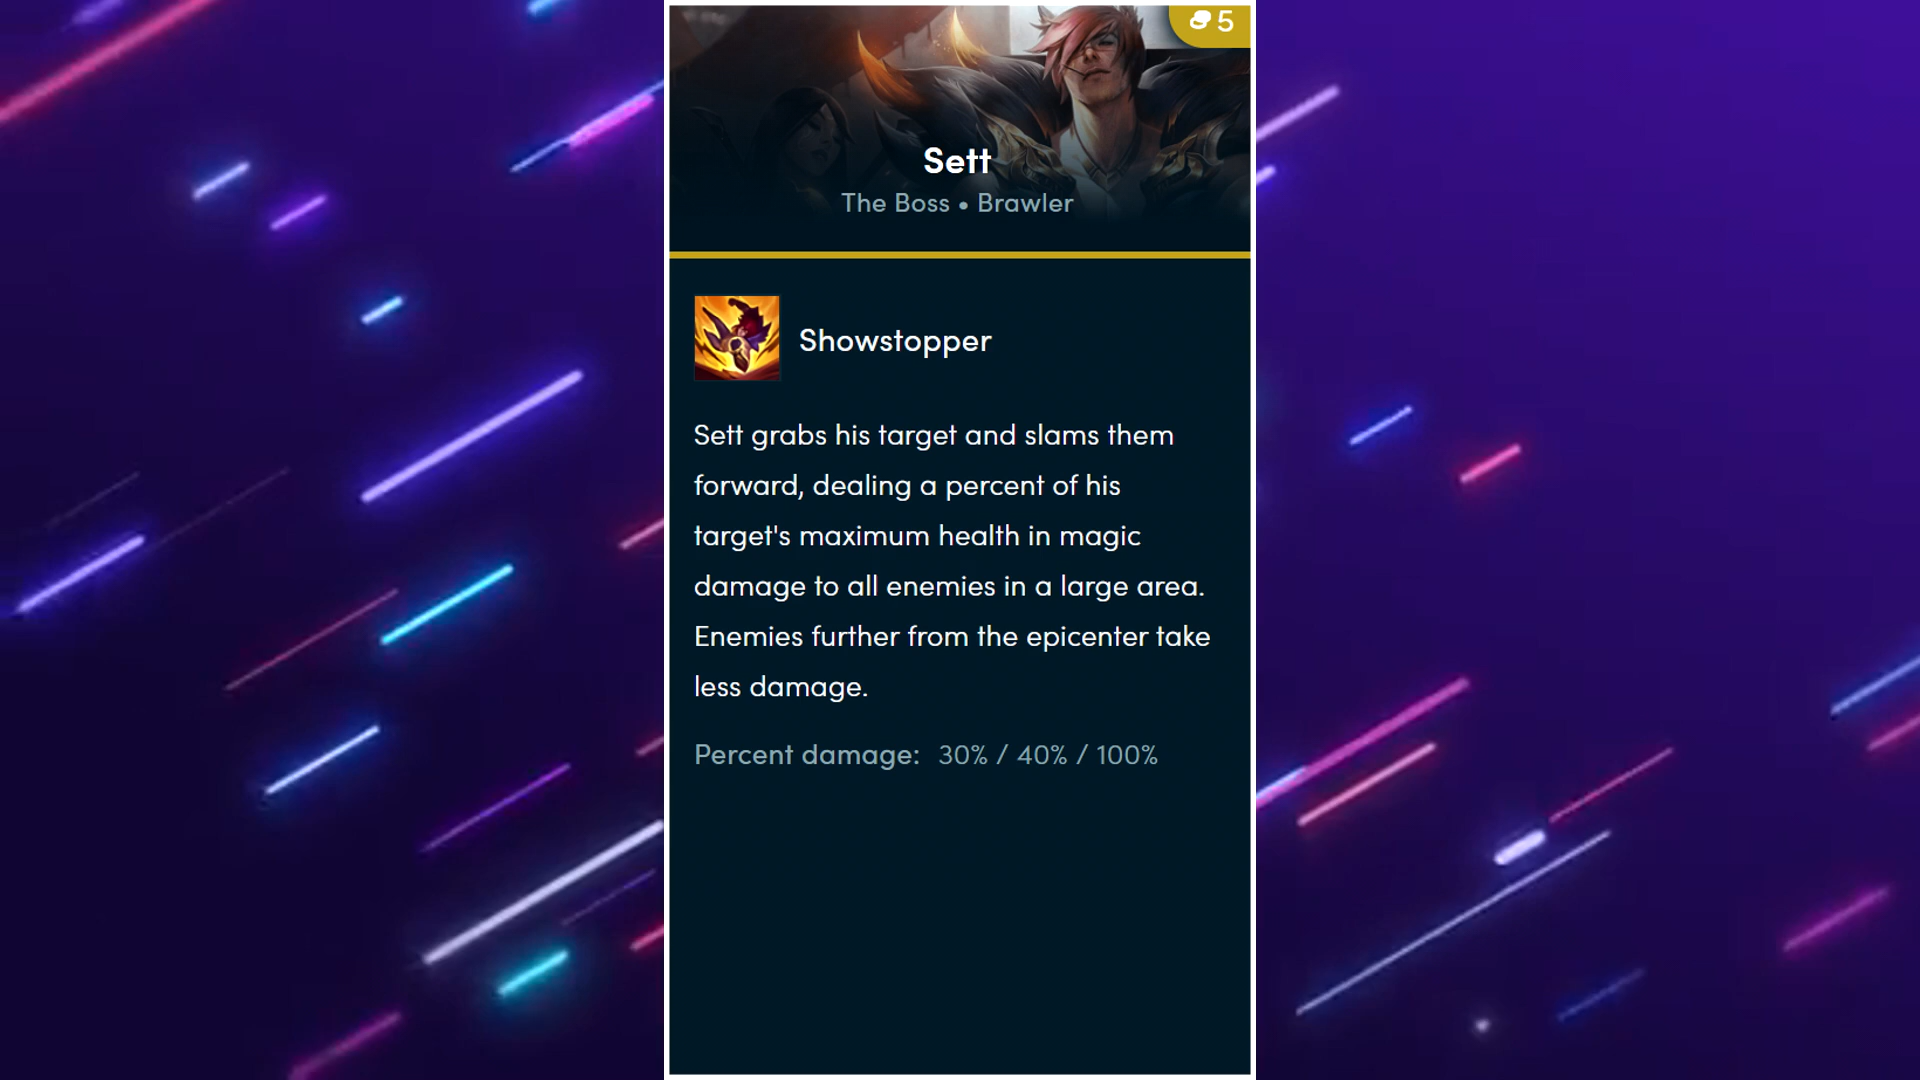 5
Sett
The Boss • Brawler
Showstopper
Sett grabs his target and slams them
forward, dealing a percent of his
target's maximum health in magic
damage to all enemies in a large area.
Enemies further from the epicenter take
less damage.
Percent damage: 30% / 40% / 100%